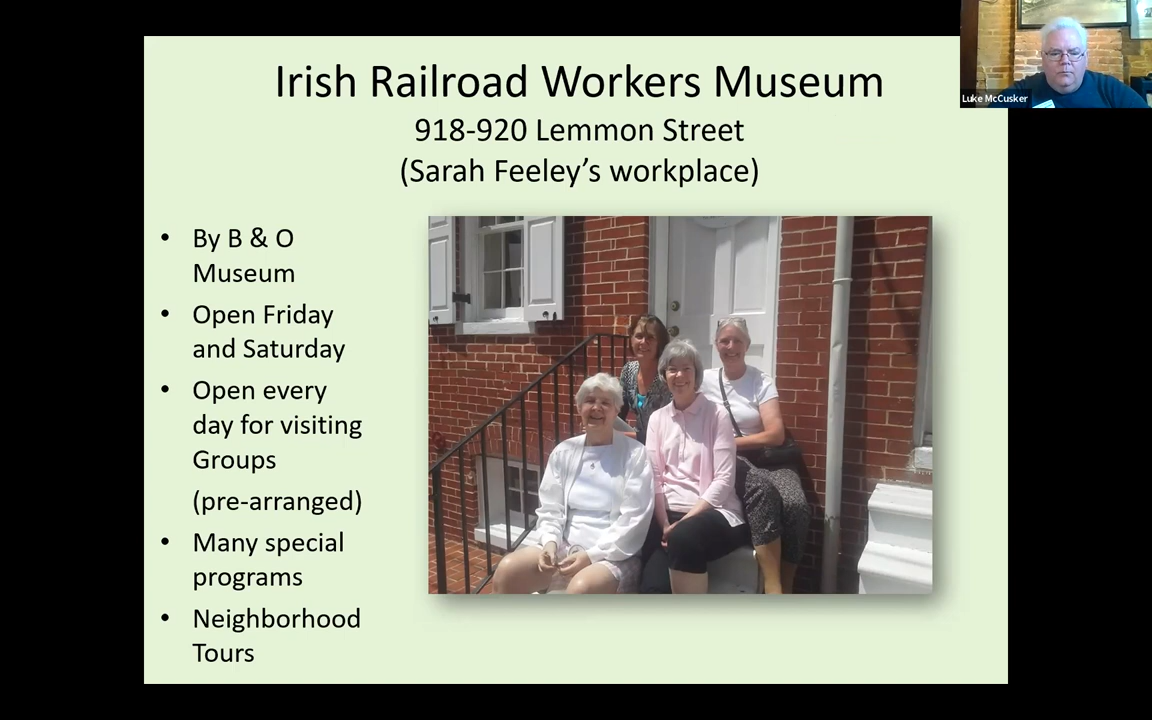 Irish Railroad Workers Museum
918-920 Lemmon Street
(Sarah Feeley’s workplace)
• By B & O
Museum
• Open Friday
and Saturday
• Open every
day for visiting
Groups
(pre-arranged)
• Many special
programs
• Neighborhood
Tours
Luke McCusker